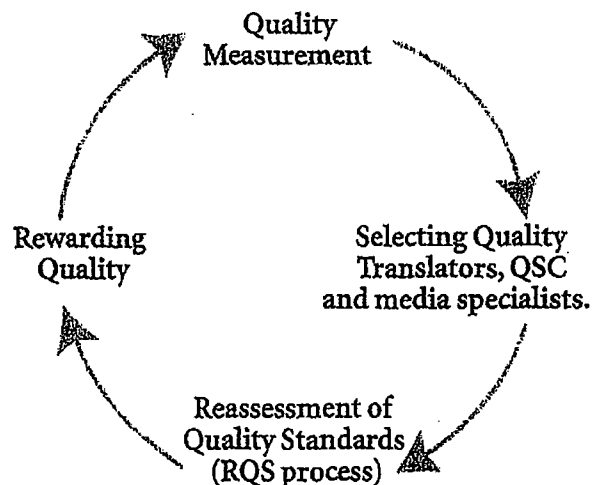 Quality
Measurement
Selecting Quality
Translators, QSC
and media specialists.
Reassessment of
Quality Standards
(RQS process)
Rewarding
Quality